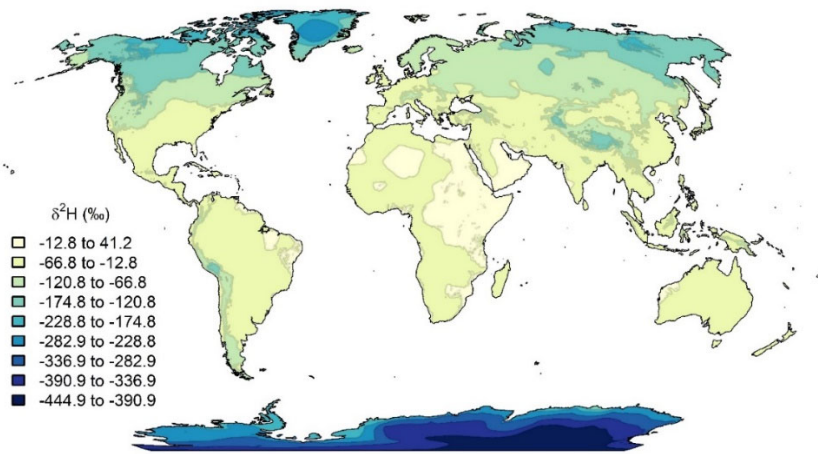 δ²H (‰)
-12.8 to 41.2
-66.8 to -12.8
-120.8 to -66.8
-174.8 to -120.8
-228.8 to -174.8
-282.9 to -228.8
-336.9 to -282.9
-390.9 to -336.9
-444.9 to -390.9